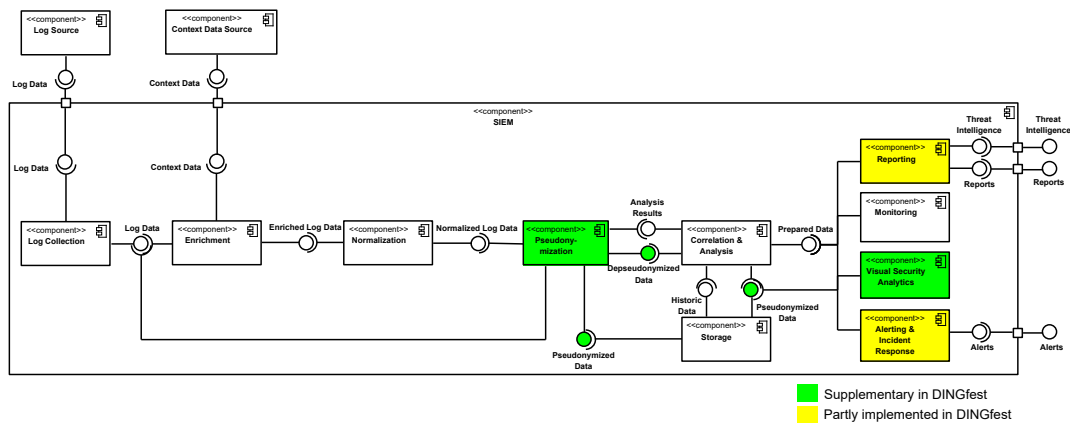 <<component>>
Log Source
<<component>>
Context Data Source
Log Data
Context Data
<<component>>
SIEM
Log Data
Context Data
Threat
Intelligence
Threat
Intelligence
<<component>>
Reporting
Reports
Reports
<<component>>
Log Collection
Log Data
<<component>>
Enrichment
Enriched Log Data
<<component>>
Normalization
Normalized Log Data
<<component>>
Pseudony-
mization
Analysis
Results
Depseudonymized
Data
<<component>>
Correlation &
Analysis
Prepared Data
<<component>>
Monitoring
<<component>>
Visual Security
Analytics
Historic
Data
Pseudonymized
Data
<<component>>
Storage
Pseudonymized
Data
<<component>>
Alerting &
Incident
Response
Alerts
Alerts
Supplementary in DINGfest
Partly implemented in DINGfest